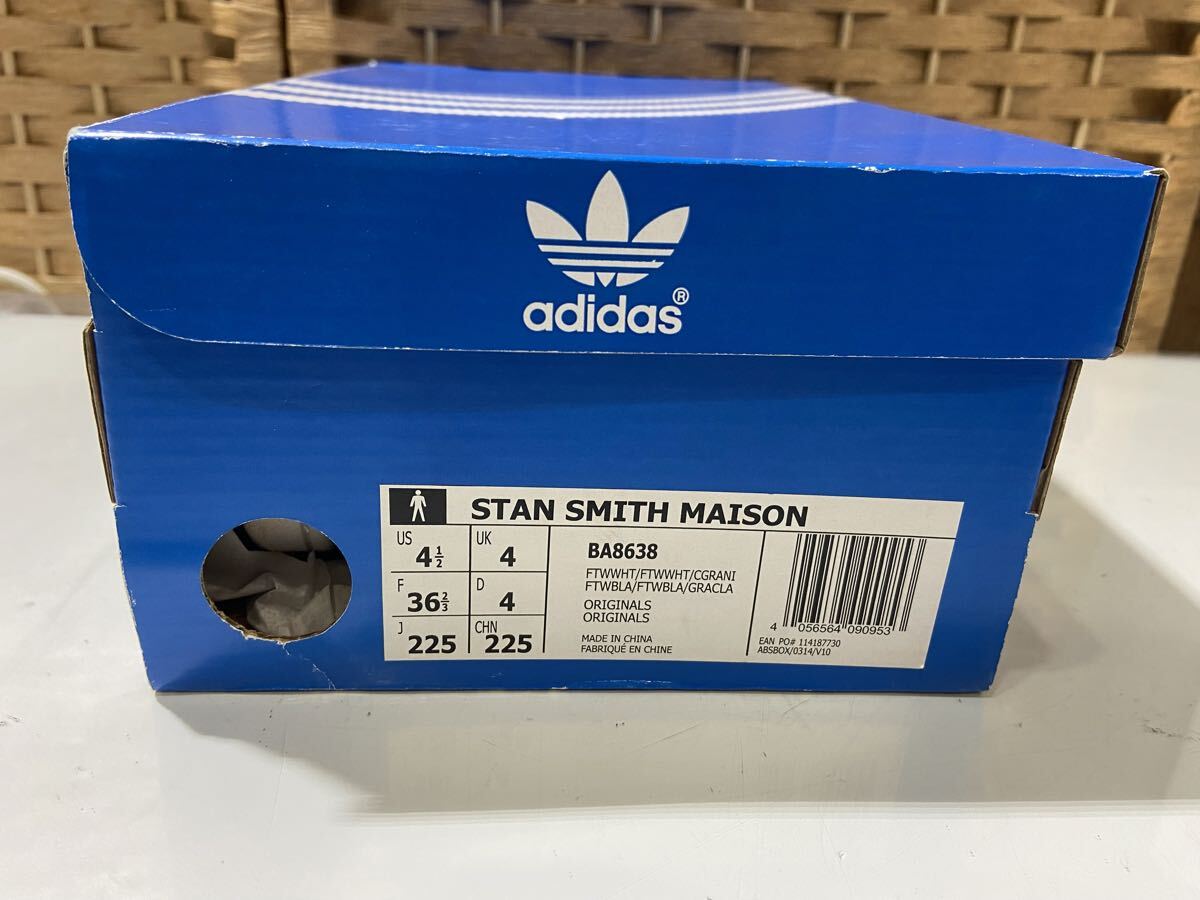 adidas®
STAN SMITH MAISON
US 4½ UK 4
F 36⅔ D 4
J 225 CHN 225
BA8638
FTWWHT/FTWWHT/CGRANI
FTWBLA/FTWBLA/GRACLA
ORIGINALS
ORIGINALS
MADE IN CHINA
FABRIQUÉ EN CHINE
4 056564 090953
EAN PO# 114187730
ABSBOX/0314/V10